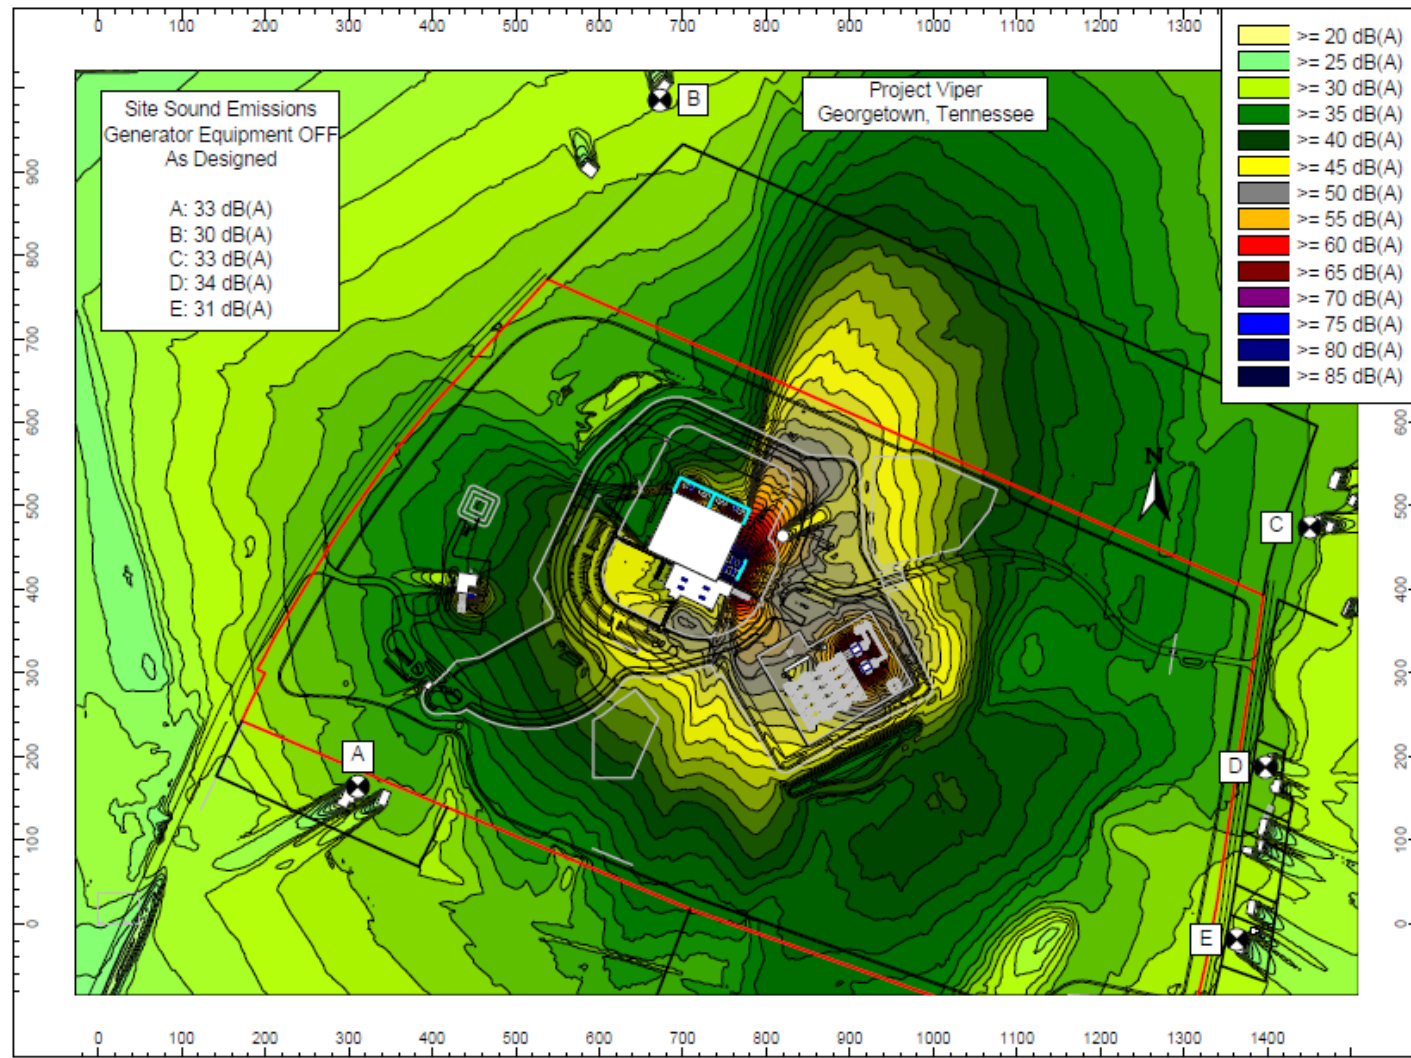 0 100 200 300 400 500 600 700 800 900 1000 1100 1200 1300
>= 20 dB(A)
>= 25 dB(A)
>= 30 dB(A)
>= 35 dB(A)
>= 40 dB(A)
>= 45 dB(A)
>= 50 dB(A)
>= 55 dB(A)
>= 60 dB(A)
>= 65 dB(A)
>= 70 dB(A)
>= 75 dB(A)
>= 80 dB(A)
>= 85 dB(A)
Site Sound Emissions
Generator Equipment OFF
As Designed
A: 33 dB(A)
B: 30 dB(A)
C: 33 dB(A)
D: 34 dB(A)
E: 31 dB(A)
Project Viper
Georgetown, Tennessee
B
N
C
A
D
E
900
800
700
600
500
400
300
200
100
0
600
500
400
300
200
100
0
0 100 200 300 400 500 600 700 800 900 1000 1100 1200 1300 1400